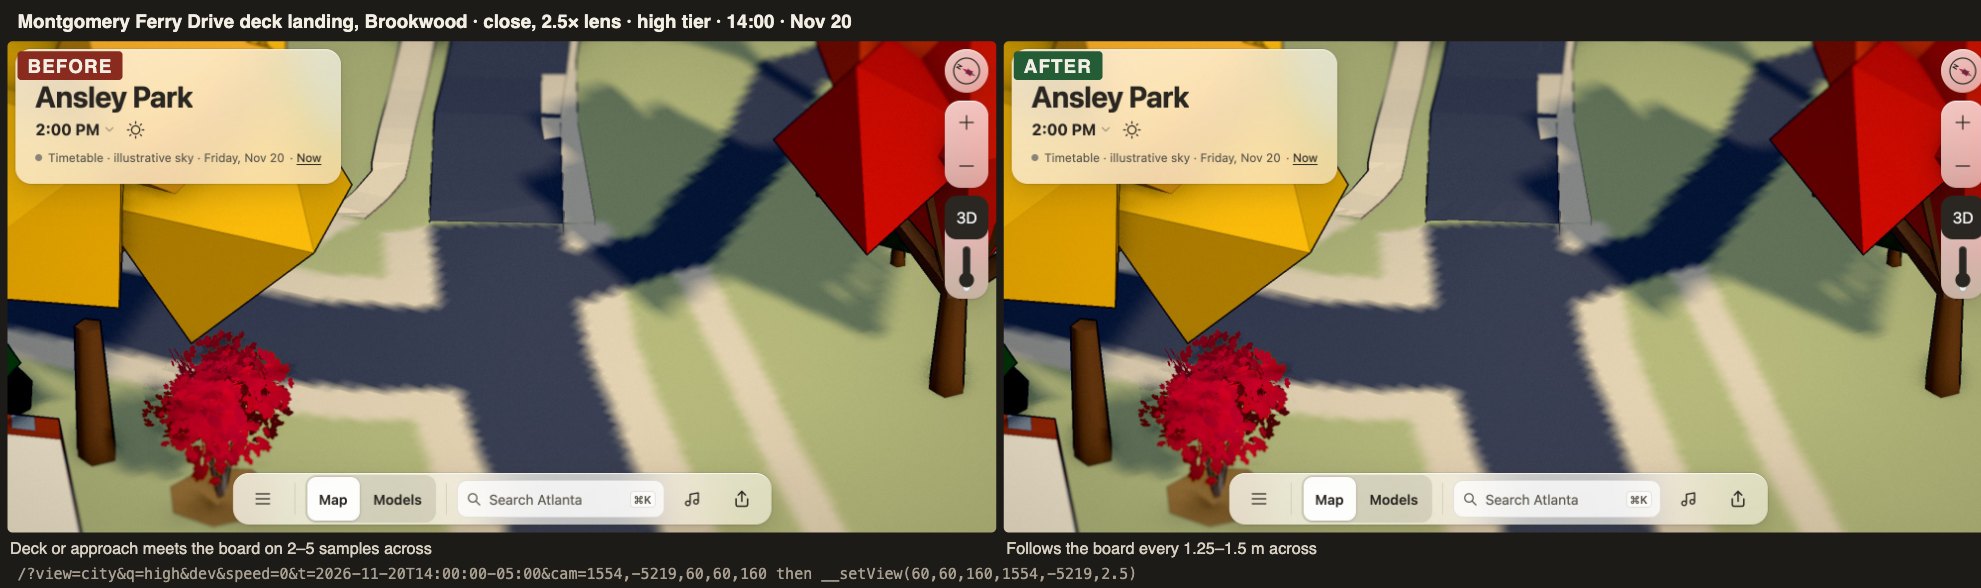 Montgomery Ferry Drive deck landing, Brookwood · close, 2.5× lens · high tier · 14:00 · Nov 20
BEFORE
Ansley Park
2:00 PM
Timetable · illustrative sky · Friday, Nov 20 · Now
+
−
3D
Map Models Search Atlanta ⌘K
AFTER
Ansley Park
2:00 PM
Timetable · illustrative sky · Friday, Nov 20 · Now
+
−
3D
Map Models Search Atlanta ⌘K
Deck or approach meets the board on 2–5 samples across
Follows the board every 1.25–1.5 m across
/?view=city&q=high&dev&speed=0&t=2026-11-20T14:00:00-05:00&cam=1554,-5219,60,60,160 then __setView(60,60,160,1554,-5219,2.5)